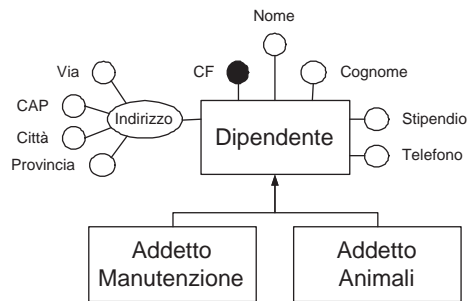 Nome
Via
CF
Cognome
CAP
Indirizzo
Stipendio
Città
Dipendente
Provincia
Telefono
Addetto
Manutenzione
Addetto
Animali